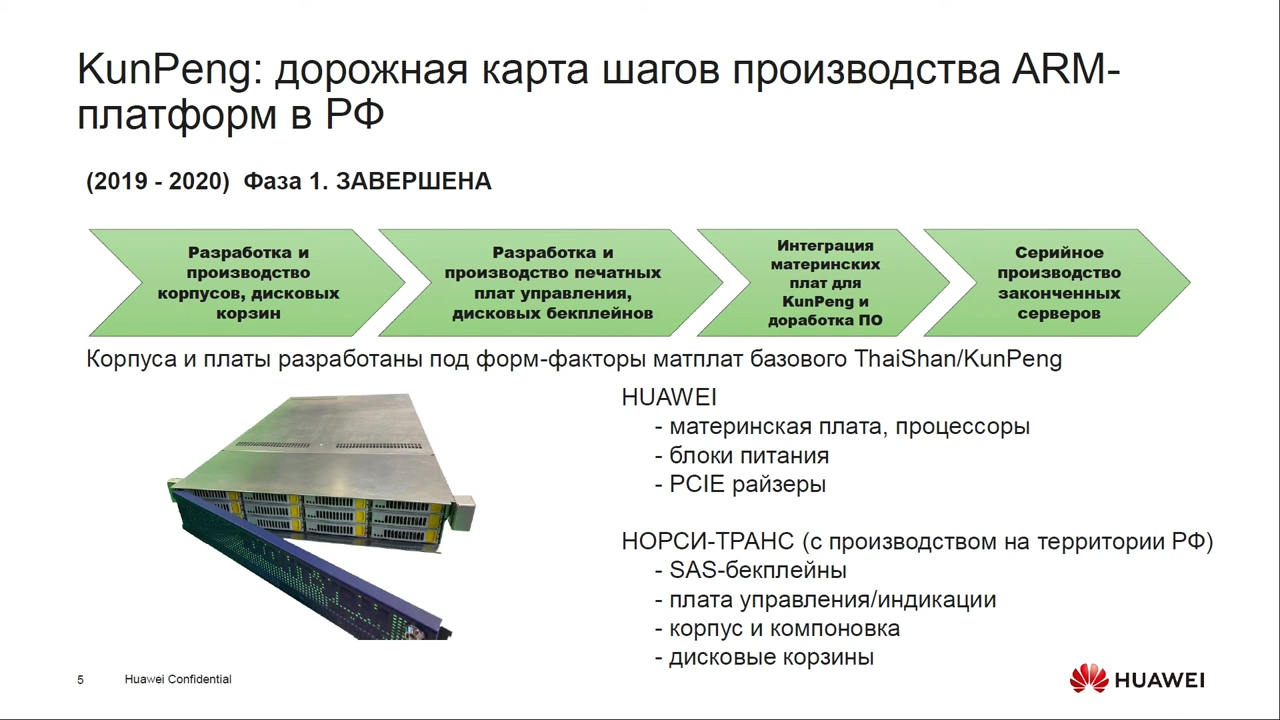 KunPeng: дорожная карта шагов производства ARM-
платформ в РФ
(2019 - 2020) Фаза 1. ЗАВЕРШЕНА
Разработка и
производство
корпусов, дисковых
корзин
Разработка и
производство печатных
плат управления,
дисковых бекплейнов
Интеграция
материнских
плат для
KunPeng и
доработка ПО
Серийное
производство
законченных
серверов
Корпуса и платы разработаны под форм-факторы матплат базового ThaiShan/KunPeng
HUAWEI
- материнская плата, процессоры
- блоки питания
- PCIE райзеры
НОРСИ-ТРАНС (с производством на территории РФ)
- SAS-бекплейны
- плата управления/индикации
- корпус и компоновка
- дисковые корзины
5
Huawei Confidential
HUAWEI